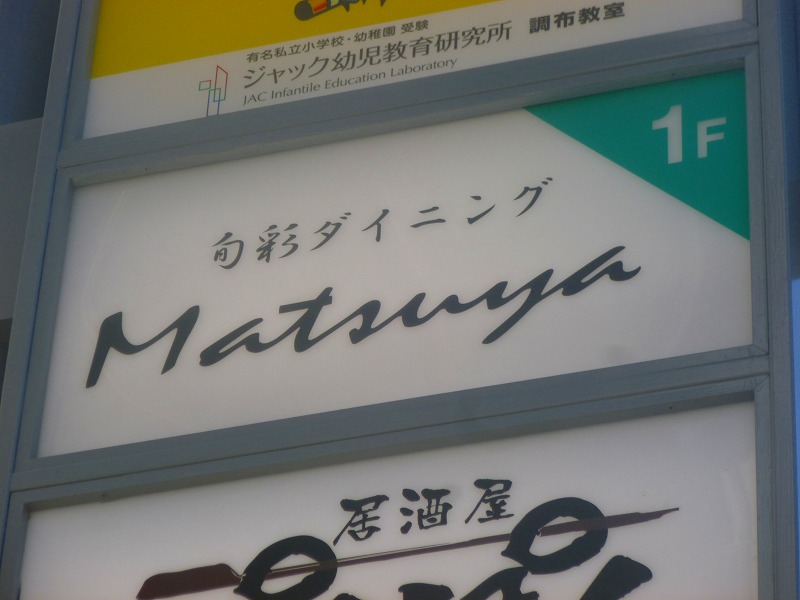 有名私立小学校・幼稚園 受験
ジャック幼児教育研究所 調布教室
JAC Infantile Education Laboratory
1F
旬彩ダイニング
Matsuya
居酒屋